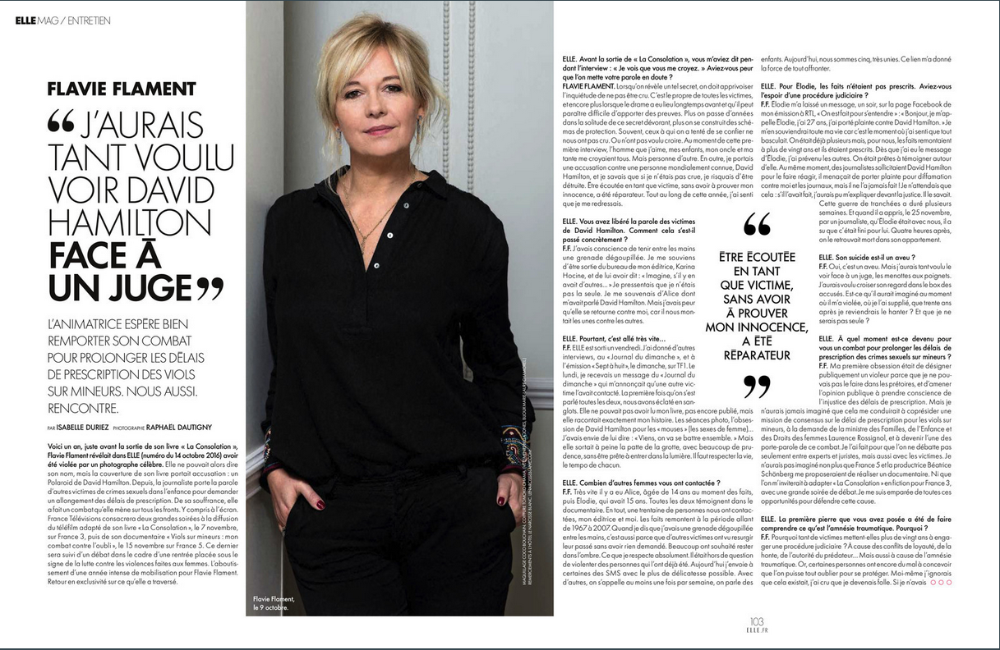 ELLE MAG / ENTRETIEN
FLAVIE FLAMENT
“ J’AURAIS
TANT VOULU
VOIR DAVID
HAMILTON
FACE À
UN JUGE ”
L’ANIMATRICE ESPÈRE BIEN
REMPORTER SON COMBAT
POUR PROLONGER LES DÉLAIS
DE PRESCRIPTION DES VIOLS
SUR MINEURS. NOUS AUSSI.
RENCONTRE.
PAR ISABELLE DURIEZ PHOTOGRAPHE RAPHAEL DAUTIGNY
Voici un an, juste avant la sortie de son livre « La Consolation »,
Flavie Flament révélait dans ELLE (numéro du 14 octobre 2016) avoir
été violée par un photographe célèbre. Elle ne pouvait alors dire
son nom, mais la couverture de son livre portait accusation : un
Polaroid de David Hamilton. Depuis, la journaliste porte la parole
d’autres victimes de crimes sexuels dans l’enfance pour demander
un allongement des délais de prescription. De sa souffrance, elle
a fait un combat qu’elle mène sur tous les fronts. Y compris à l’écran.
France Télévisions consacrera deux grandes soirées à la diffusion
du téléfilm adapté de son livre « La Consolation », le 7 novembre,
sur France 3, puis de son documentaire « Viols sur mineurs : mon
combat contre l’oubli », le 15 novembre sur France 5. Ce dernier
sera suivi d’un débat dans le cadre d’une rentrée placée sous le
signe de la lutte contre les violences faites aux femmes. L’aboutis-
sement d’une année intense de mobilisation pour Flavie Flament.
Retour en exclusivité sur ce qu’elle a traversé.
Flavie Flament,
le 9 octobre.
ELLE. Avant la sortie de « La Consolation », vous m’aviez dit pen-
dant l’interview : « Je vois que vous me croyez. » Aviez-vous peur
que l’on mette votre parole en doute ?
FLAVIE FLAMENT. Lorsqu’on révèle un tel secret, on doit apprivoiser
l’inquiétude de ne pas être cru. C’est le propre de toutes les victimes,
et encore plus lorsque le drame a eu lieu longtemps avant et qu’il peut
paraître difficile d’apporter des preuves. Plus on passe d’années
dans la solitude de ce secret dévorant, plus on se construit des sché-
mas de protection. Souvent, ceux à qui on a tenté de se confier ne
nous ont pas cru. Ou n’ont pas voulu croire. Au moment de cette pre-
mière interview, l’homme que j’aime, mes enfants, mon oncle et ma
tante me croyaient tous. Mais personne d’autre. En outre, je portais
une accusation contre une personne mondialement connue, David
Hamilton, et je savais que si je n’étais pas crue, je risquais d’être
détruite. Être écoutée en tant que victime, sans avoir à prouver mon
innocence, a été réparateur. Tout au long de cette année, j’ai senti
que je me redressais.
ELLE. Vous avez libéré la parole des victimes
de David Hamilton. Comment cela s’est-il
passé concrètement ?
F.F. J’avais conscience de tenir entre les mains
une grenade dégoupillée. Je me souviens
d’être sortie du bureau de mon éditrice, Karina
Hocine, et de lui avoir dit : « Imagine, s’il y en
avait d’autres... » Je pressentais que je n’étais
pas la seule. Je me souvenais d’Alice dont
m’avait parlé David Hamilton. Mais j’avais peur
qu’elle se retourne contre moi, car il nous mon-
tait les unes contre les autres.
ELLE. Pourtant, c’est allé très vite...
F.F. ELLE est sorti un vendredi. J’ai donné d’autres
interviews, au « Journal du dimanche », et à
l’émission « Sept à huit », le dimanche, sur TF1. Le
lundi, je recevais un message du « Journal du
dimanche » qui m’annonçait qu’une autre vic-
time l’avait contacté. La première fois qu’on s’est
parlé toutes les deux, nous avons éclaté en san-
glots. Elle ne pouvait pas avoir lu mon livre, pas encore publié, mais
elle racontait exactement mon histoire. Les séances photo, l’obses-
sion de David Hamilton pour les « mouses » [les sexes de femme]...
J’avais envie de lui dire : « Viens, on va se battre ensemble. » Mais
elle sortait à peine la patte de la grotte, avec beaucoup de pru-
dence, sans être prête à entrer dans la lumière. Il faut respecter la vie,
le tempo de chacun.
ELLE. Combien d’autres femmes vous ont contactée ?
F.F. Très vite il y a eu Alice, âgée de 14 ans au moment des faits,
puis Élodie, qui avait 15 ans. Toutes les deux témoignent dans le
documentaire. En tout, une trentaine de personnes nous ont contac-
tées, mon éditrice et moi. Les faits remontent à la période allant
de 1967 à 2007. Quand je dis que j’avais une grenade dégoupillée
entre les mains, c’est aussi parce que d’autres victimes ont vu resurgir
leur passé sans avoir rien demandé. Beaucoup ont souhaité rester
dans l’ombre. Ce que je respecte absolument. Il était hors de question
de violenter des personnes qui l’ont déjà été. Aujourd’hui j’envoie à
certaines des SMS avec le plus de délicatesse possible. Avec
d’autres, on s’appelle au moins une fois par semaine, on parle des
“
ÊTRE ÉCOUTÉE
EN TANT
QUE VICTIME,
SANS AVOIR
À PROUVER
MON INNOCENCE,
A ÉTÉ
RÉPARATEUR
”
enfants. Aujourd’hui, nous sommes cinq, très unies. Ce lien m’a donné
la force de tout affronter.
ELLE. Pour Élodie, les faits n’étaient pas prescrits. Aviez-vous
l’espoir d’une procédure judiciaire ?
F.F. Élodie m’a laissé un message, un soir, sur la page Facebook de
mon émission à RTL, « On est fait pour s’entendre » : « Bonjour, je m’ap-
pelle Élodie, j’ai 27 ans, j’ai porté plainte contre David Hamilton. » Je
m’en souviendrai toute ma vie car c’est le moment où j’ai senti que tout
basculait. On était déjà plusieurs mais, pour nous, les faits remontaient
à plus de vingt ans et ils étaient prescrits. Dès que j’ai eu le message
d’Élodie, j’ai prévenu les autres. On était prêtes à témoigner autour
d’elle. Au même moment, des journalistes sollicitaient David Hamilton
pour le faire réagir, il menaçait de porter plainte pour diffamation
contre moi et les journaux, mais il ne l’a jamais fait ! Je n’attendais que
cela : s’il l’avait fait, j’aurais pu m’expliquer devant la justice. Il le savait.
Cette guerre de tranchées a duré plusieurs
semaines. Et quand il a appris, le 25 novembre,
par un journaliste, qu’Élodie était avec nous, il a
su que c’était fini pour lui. Quatre heures après,
on le retrouvait mort dans son appartement.
ELLE. Son suicide est-il un aveu ?
F.F. Oui, c’est un aveu. Mais j’aurais tant voulu le
voir face à un juge, les menottes aux poignets.
J’aurais voulu croiser son regard dans le box des
accusés. Est-ce qu’il aurait imaginé au moment
où il m’a violée, où je l’ai supplié, que trente ans
après je reviendrais le hanter ? Et que je ne
serais pas seule ?
ELLE. À quel moment est-ce devenu pour
vous un combat pour prolonger les délais de
prescription des crimes sexuels sur mineurs ?
F.F. Ma première obsession était de désigner
publiquement un violeur parce que je ne pou-
vais pas le faire dans les prétoires, et d’amener
l’opinion publique à prendre conscience de
l’injustice des délais de prescription. Mais je
n’aurais jamais imaginé que cela me conduirait à coprésider une
mission de consensus sur le délai de prescription pour les viols sur
mineurs, à la demande de la ministre des Familles, de l’Enfance et
des Droits des femmes Laurence Rossignol, et à devenir l’une des
porte-parole de ce combat. Je l’ai fait pour que l’on ne débatte pas
seulement entre experts et juristes, mais aussi avec les victimes. Je
n’aurais pas imaginé non plus que France 5 et la productrice Béatrice
Schönberg me proposeraient de réaliser un documentaire. Ni que
l’on m’inviterait à adapter « La Consolation » en fiction pour France 3,
avec une grande soirée de débat. Je me suis emparée de toutes ces
opportunités pour défendre cette cause.
ELLE. La première pierre que vous avez posée a été de faire
comprendre ce qu’est l’amnésie traumatique. Pourquoi ?
F.F. Pourquoi tant de victimes mettent-elles plus de vingt ans à enga-
ger une procédure judiciaire ? À cause des conflits de loyauté, de la
honte, de l’autorité du prédateur... Mais aussi à cause de l’amnésie
traumatique. Or, certaines personnes ont encore du mal à concevoir
que l’on puisse tout oublier pour se protéger. Moi-même j’ignorais
que cela existait, j’ai cru que je devenais folle. Si je n’avais
103
ELLE.FR